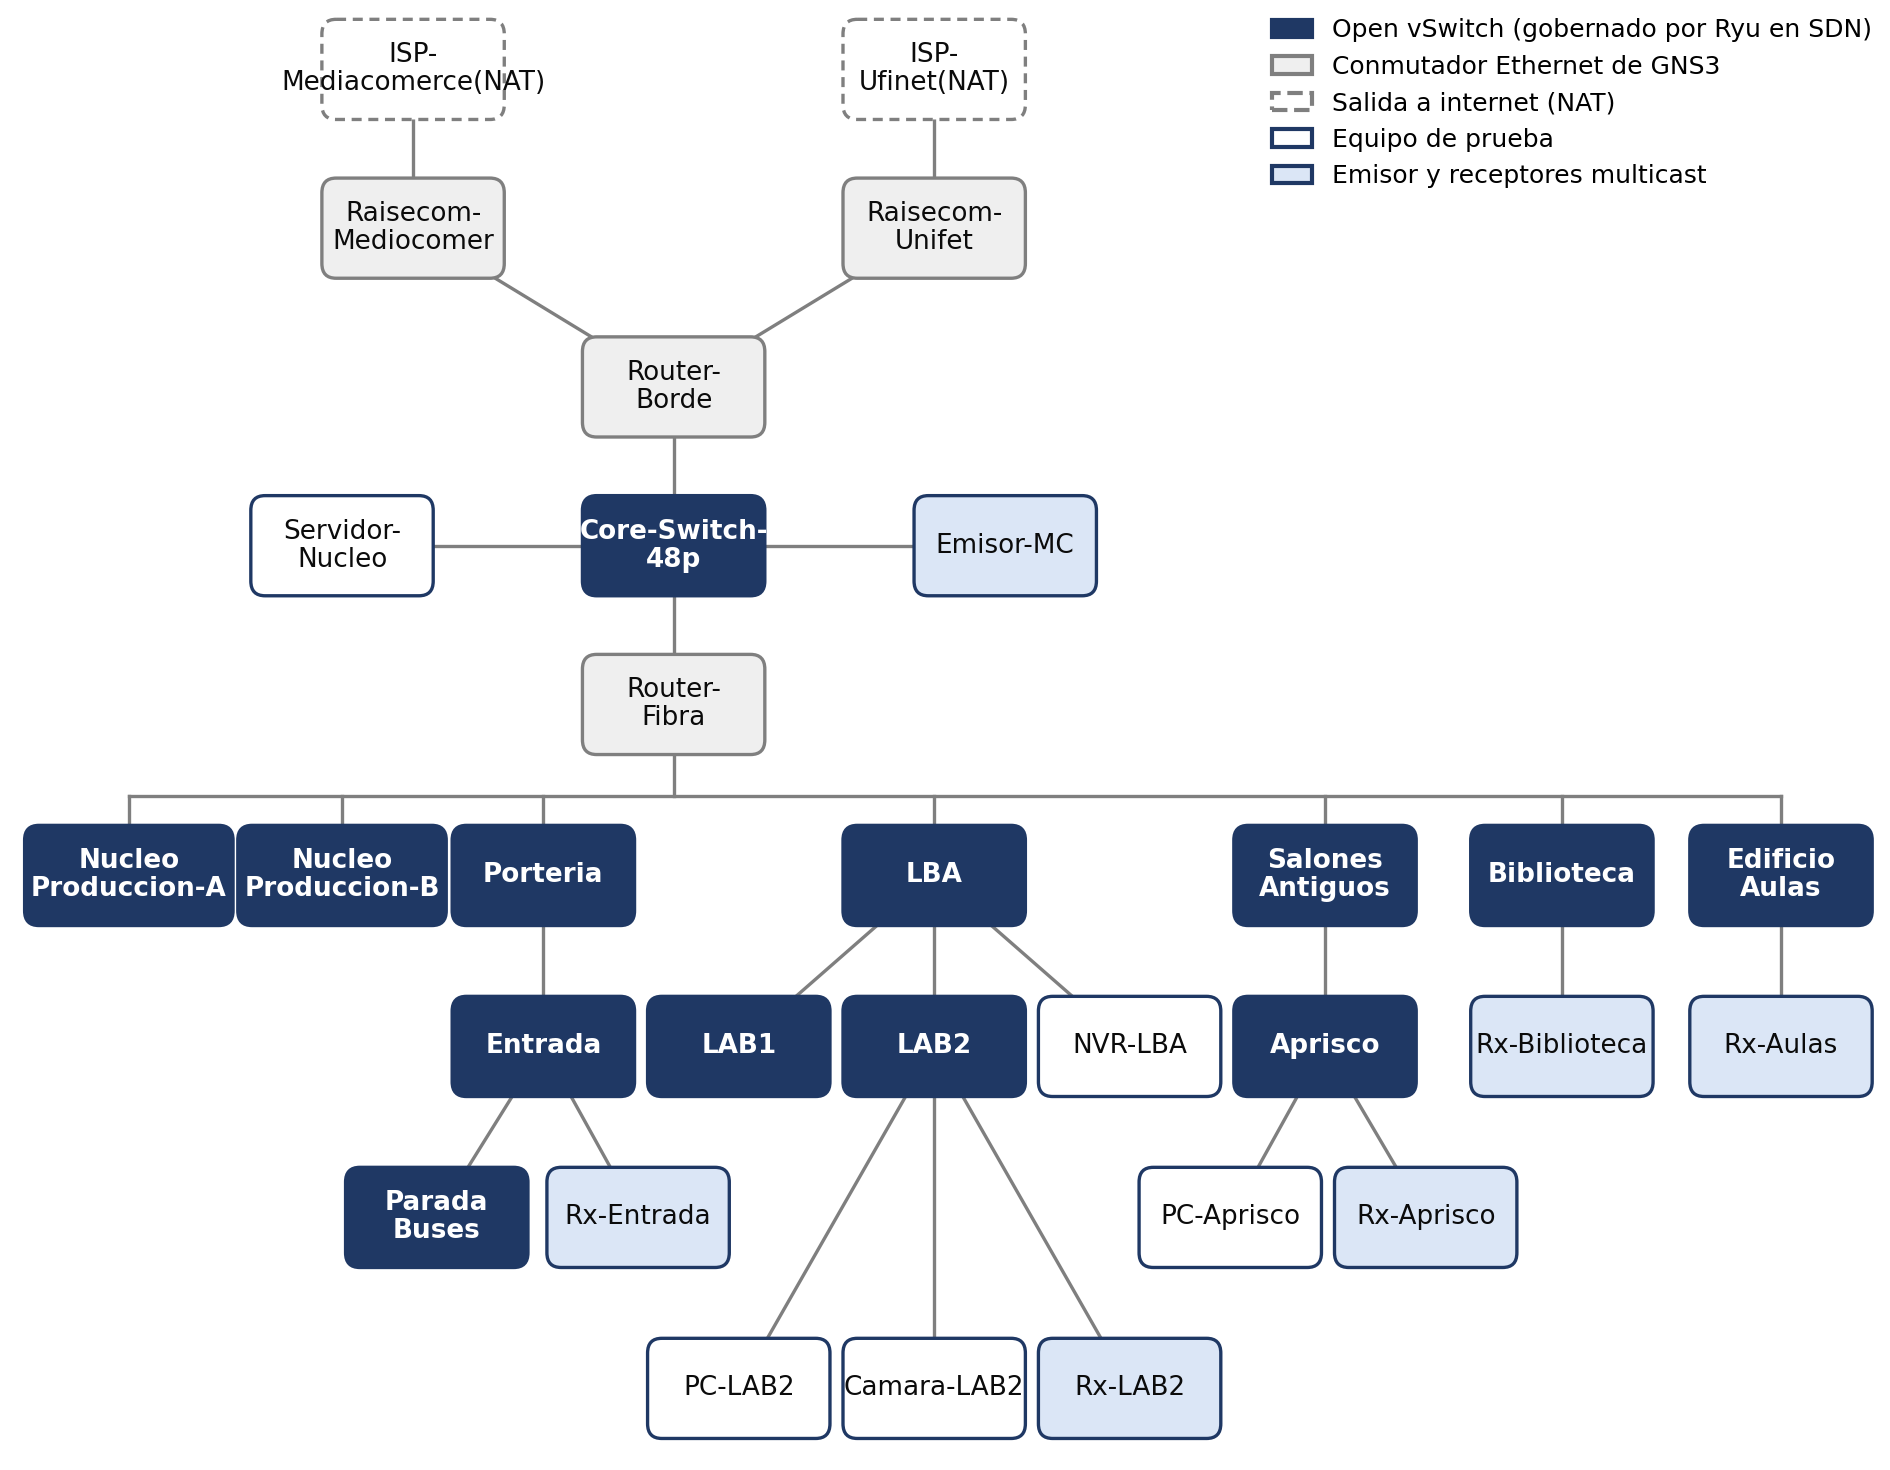 ISP-
Mediacomerce(NAT)
ISP-
Ufinet(NAT)
Open vSwitch (gobernado por Ryu en SDN)
Conmutador Ethernet de GNS3
Salida a internet (NAT)
Equipo de prueba
Emisor y receptores multicast
Raisecom-
Mediocomer
Raisecom-
Unifet
Router-
Borde
Servidor-
Nucleo
Core-Switch-
48p
Emisor-MC
Router-
Fibra
Nucleo
Produccion-A
Nucleo
Produccion-B
Porteria
LBA
Salones
Antiguos
Biblioteca
Edificio
Aulas
Entrada
LAB1
LAB2
NVR-LBA
Aprisco
Rx-Biblioteca
Rx-Aulas
Parada
Buses
Rx-Entrada
PC-Aprisco
Rx-Aprisco
PC-LAB2
Camara-LAB2
Rx-LAB2